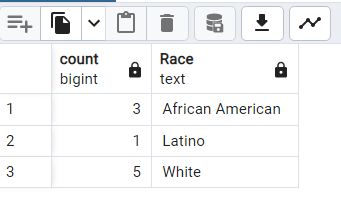 count Race
bigint text
1 3 African American
2 1 Latino
3 5 White